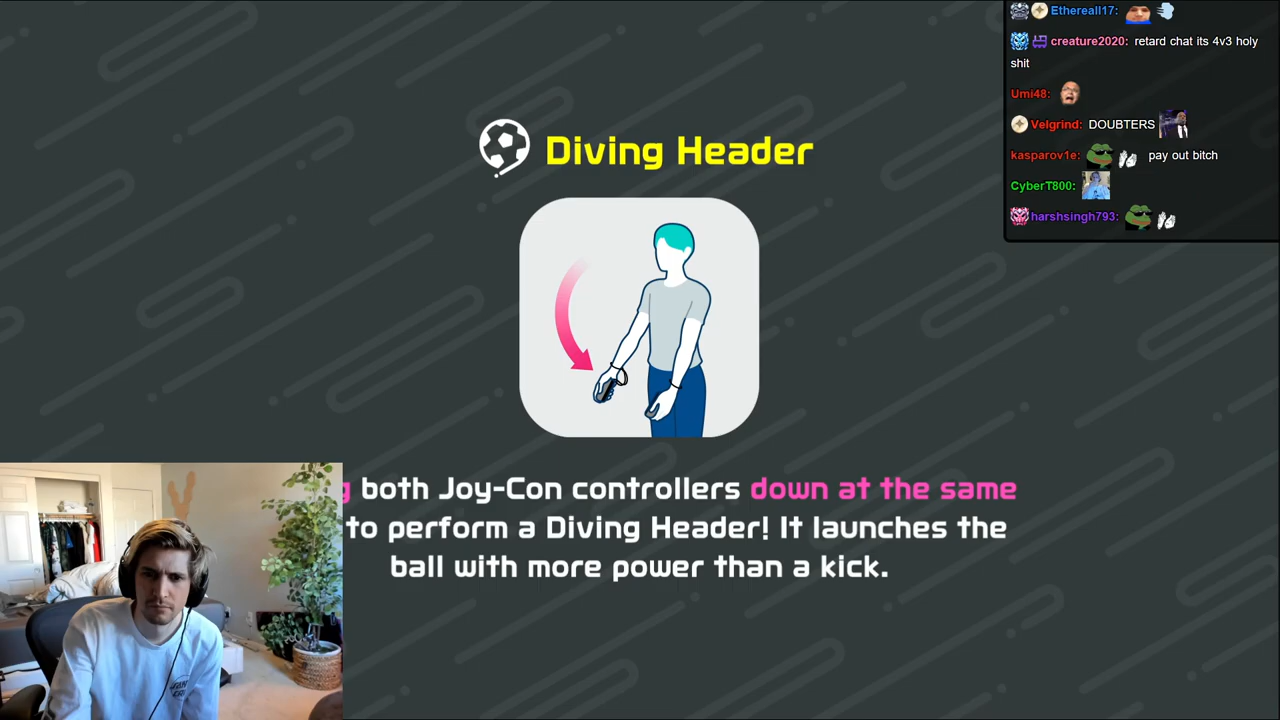 Ethereall17:
creature2020: retard chat its 4v3 holy
shit
Umi48:
Velgrind: DOUBTERS
kasparov1e: pay out bitch
CyberT800:
harshsingh793:
Diving Header
both Joy-Con controllers down at the same
to perform a Diving Header! It launches the
ball with more power than a kick.